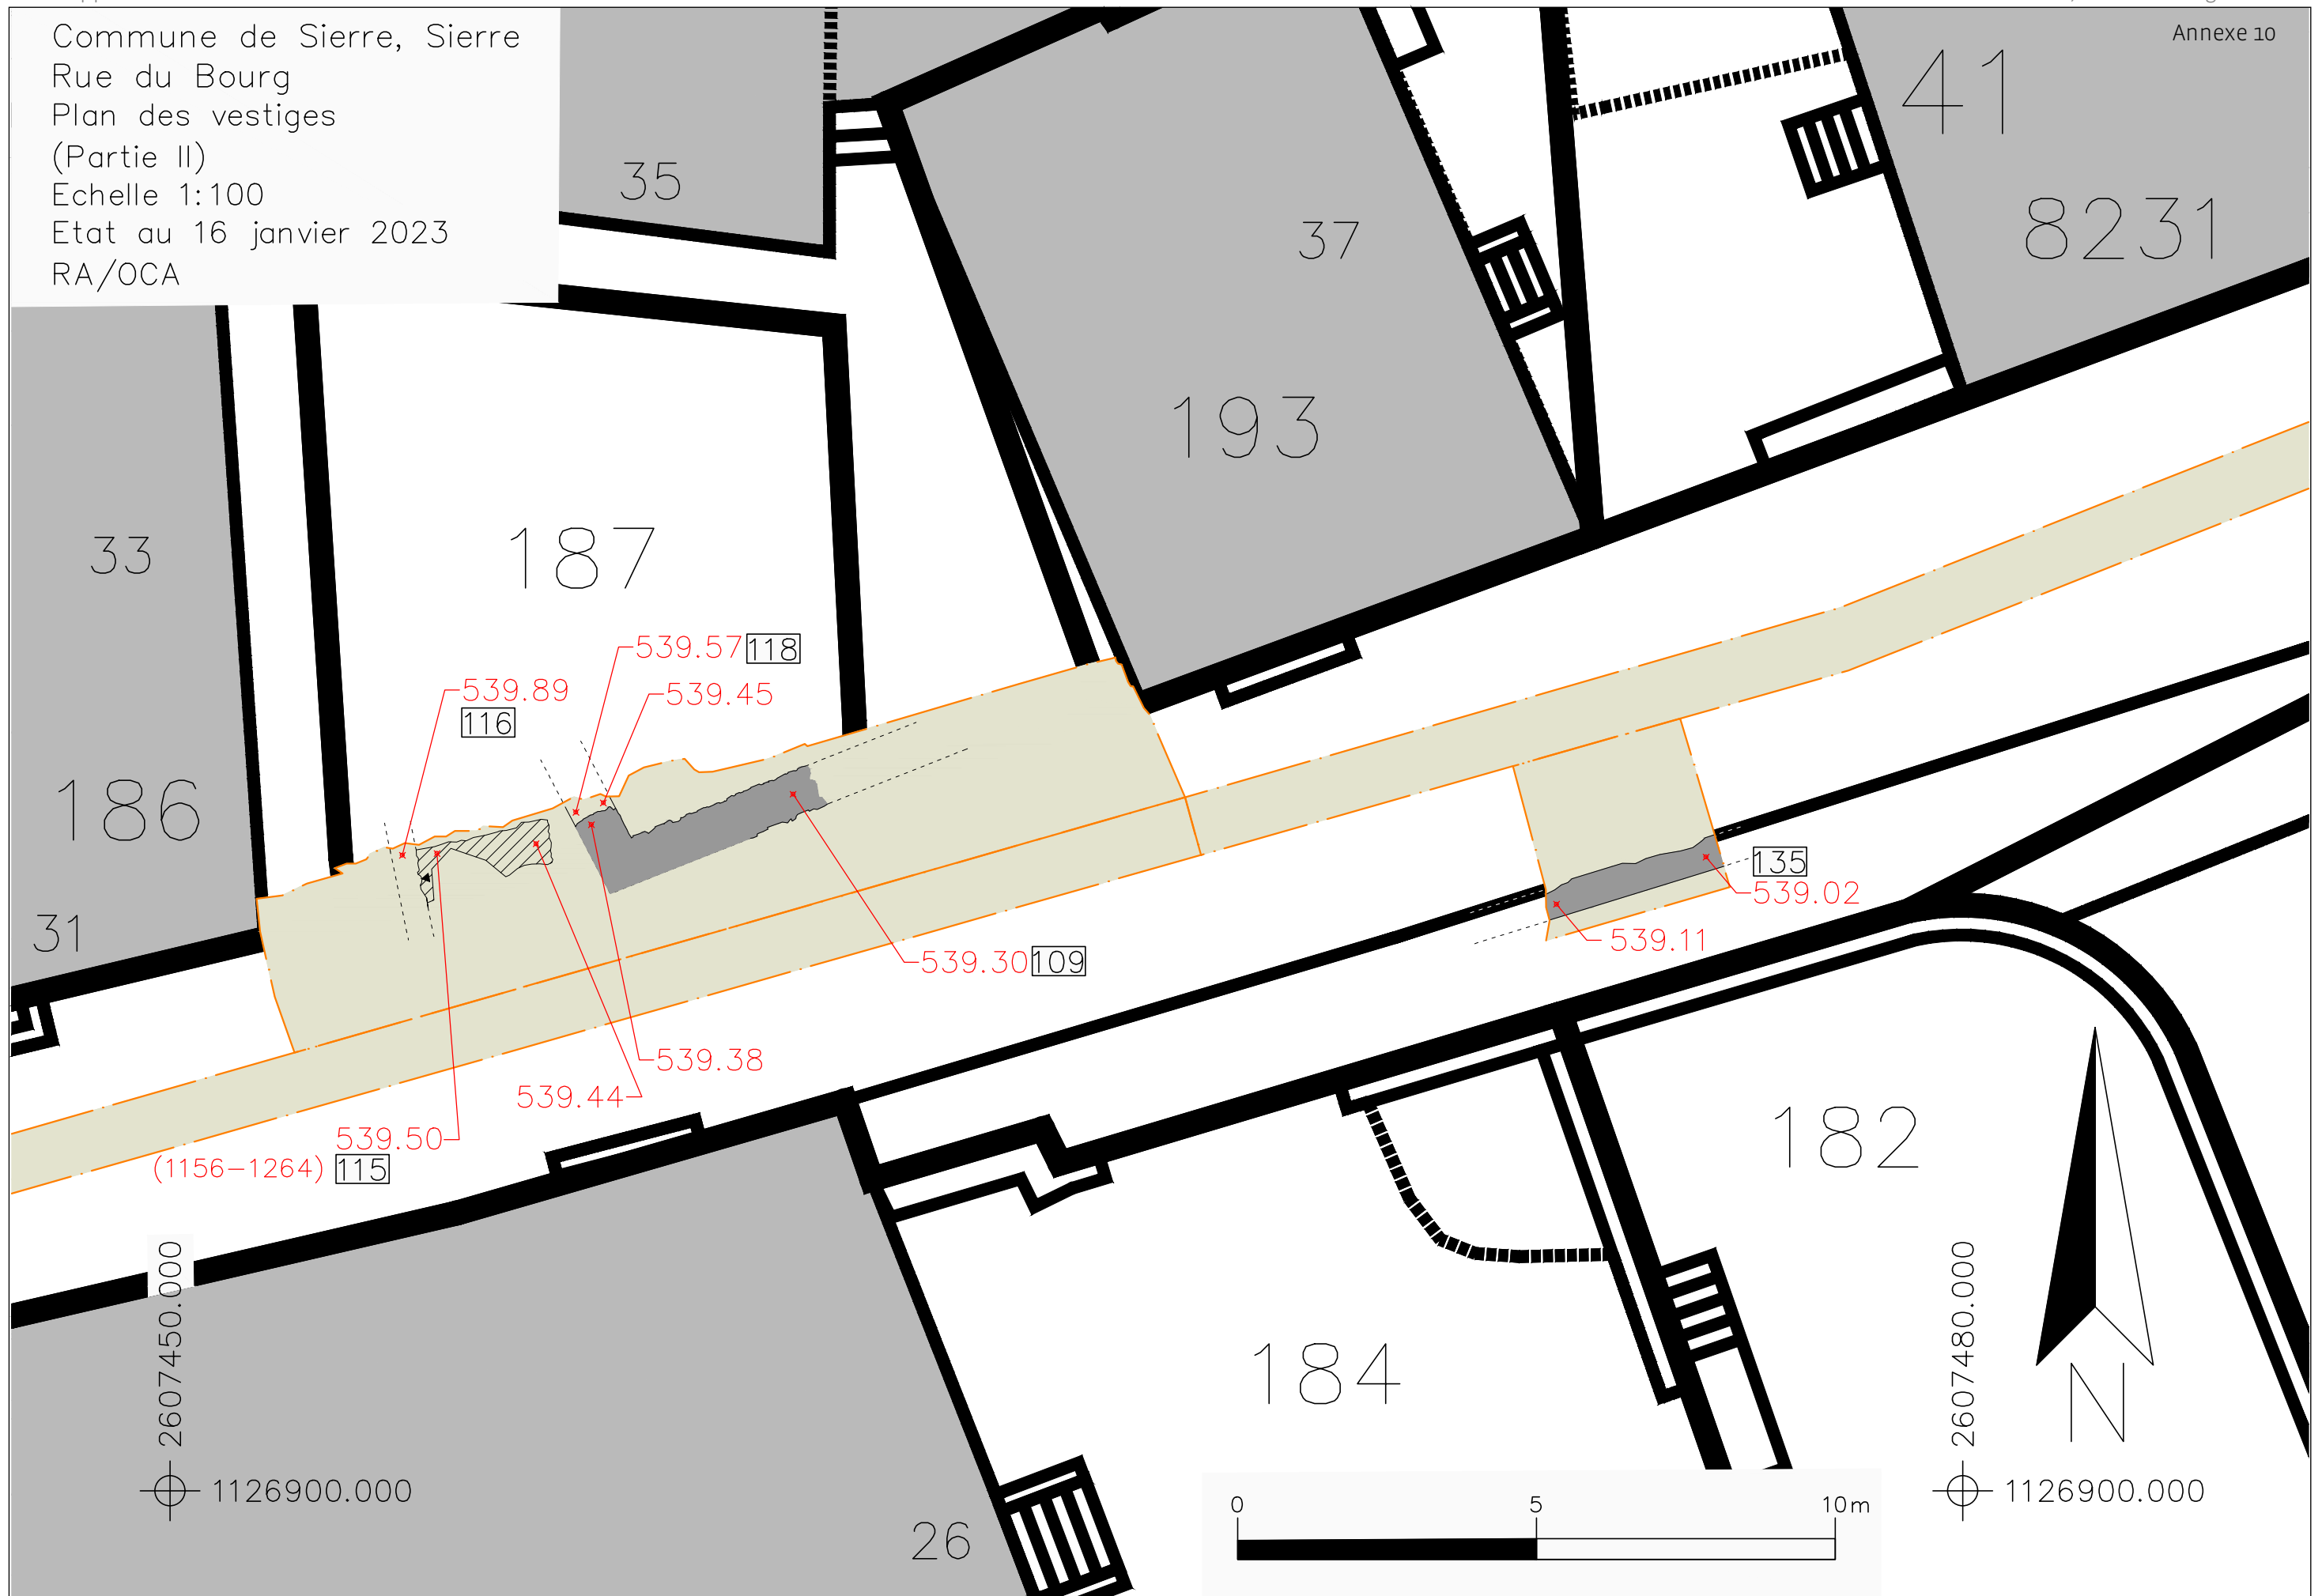 Annexe 10
Commune de Sierre, Sierre
Rue du Bourg
Plan des vestiges
(Partie II)
Echelle 1:100
Etat au 16 janvier 2023
RA/OCA
35
37
41
8231
193
33
187
186
31
539.57 118
539.45
539.89
116
135
539.02
539.11
539.30 109
539.38
539.44
539.50
(1156-1264) 115
182
184
26
2607450.000
1126900.000
2607480.000
1126900.000
N
0 5 10m